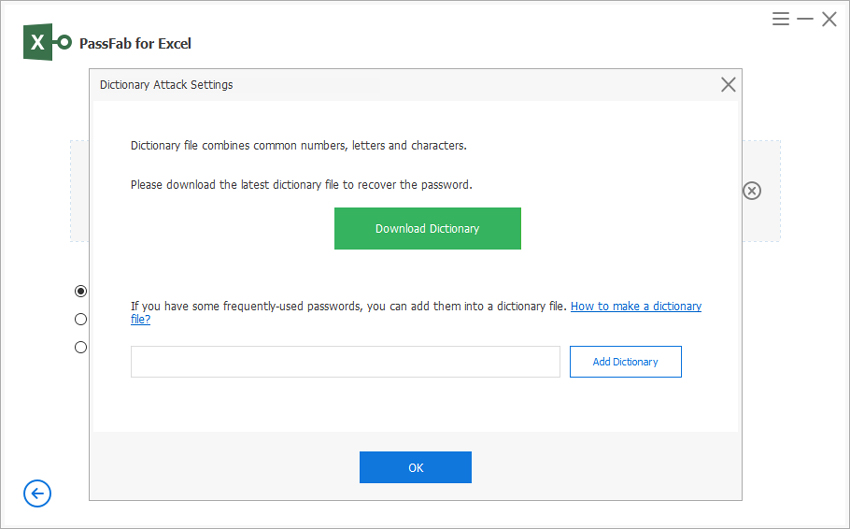 X
PassFab for Excel
Dictionary Attack Settings
Dictionary file combines common numbers, letters and characters.
Please download the latest dictionary file to recover the password.
Download Dictionary
If you have some frequently-used passwords, you can add them into a dictionary file. How to make a dictionary
file?
Add Dictionary
OK